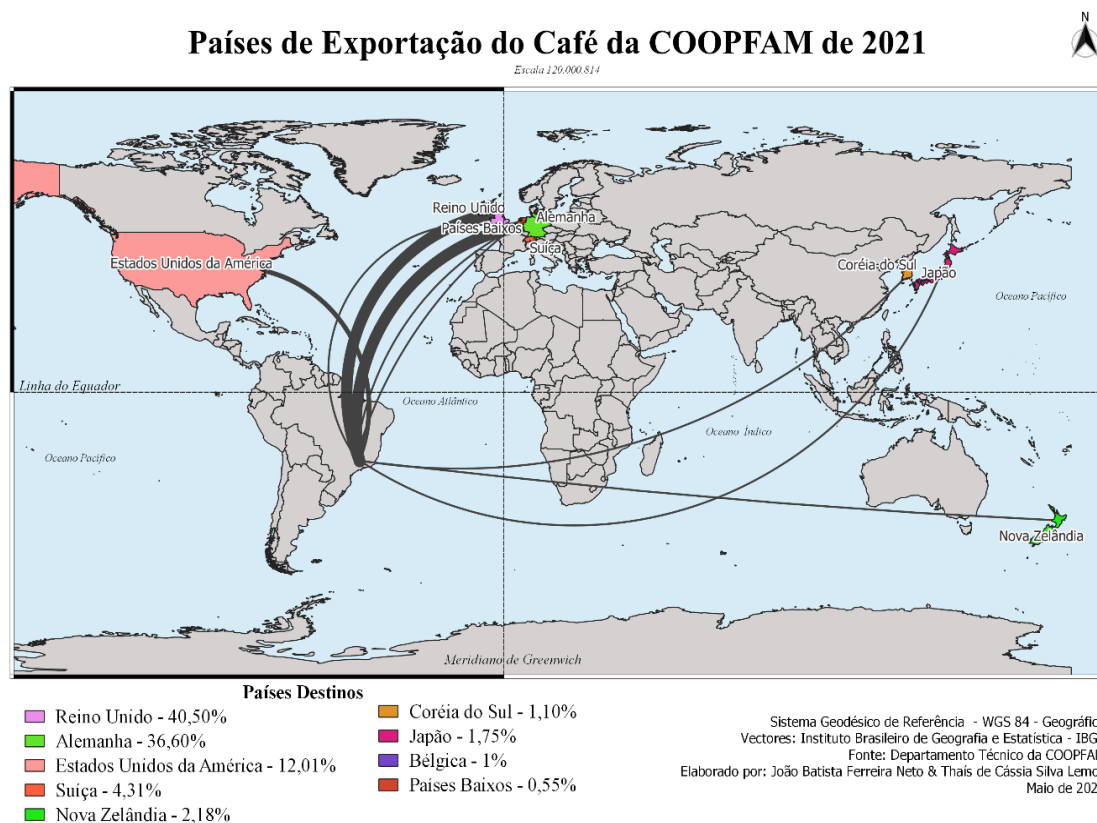 Países de Exportação do Café da COOPFAM de 2021
N
Escala 120.000.814
Reino Unido
Alemanha
Países Baixos
Suíça
Estados Unidos da América
Coréia do Sul
Japão
Oceano Pacífico
Linha do Equador
Oceano Atlântico
Oceano Índico
Oceano Pacífico
Nova Zelândia
Meridiano de Greenwich
Países Destinos
Reino Unido - 40,50%
Alemanha - 36,60%
Estados Unidos da América - 12,01%
Suíça - 4,31%
Nova Zelândia - 2,18%
Coréia do Sul - 1,10%
Japão - 1,75%
Bélgica - 1%
Países Baixos - 0,55%
Sistema Geodésico de Referência - WGS 84 - Geográfic
Vectores: Instituto Brasileiro de Geografia e Estatística - IBG
Fonte: Departamento Técnico da COOPFA
Elaborado por: João Batista Ferreira Neto & Thaís de Cássia Silva Lemo
Maio de 202